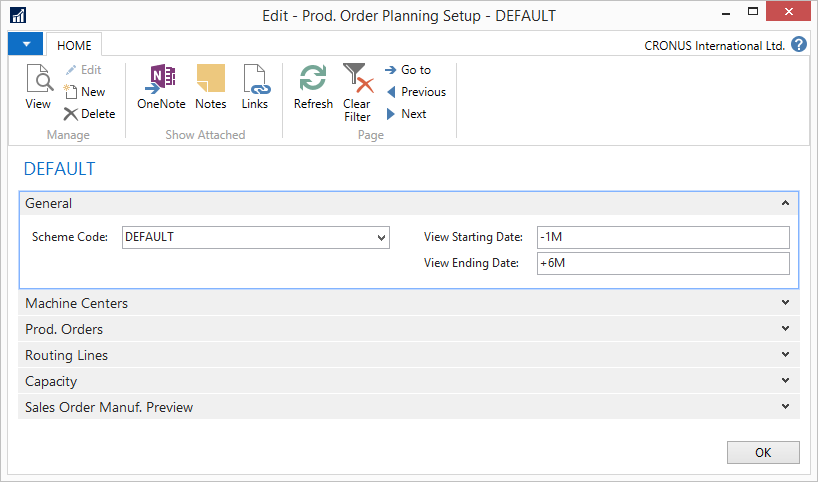 Edit - Prod. Order Planning Setup - DEFAULT
HOME
CRONUS International Ltd. ?
View
Edit
New
Delete
Manage
OneNote
Notes
Links
Show Attached
Refresh
Clear
Filter
Go to
Previous
Next
Page
DEFAULT
General
Scheme Code: DEFAULT
View Starting Date: -1M
View Ending Date: +6M
Machine Centers
Prod. Orders
Routing Lines
Capacity
Sales Order Manuf. Preview
OK